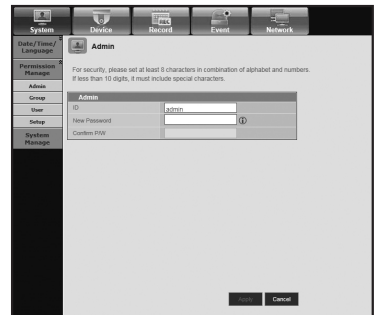 System
Device
Record
Event
Network
Date/Time/
Language
Permission
Manage
Admin
Group
User
Setup
System
Manage
Admin
For security, please set at least 8 characters in combination of alphabet and numbers.
If less than 10 digits, it must include special characters.
Admin
ID
admin
New Password
Confirm P/W
Apply
Cancel